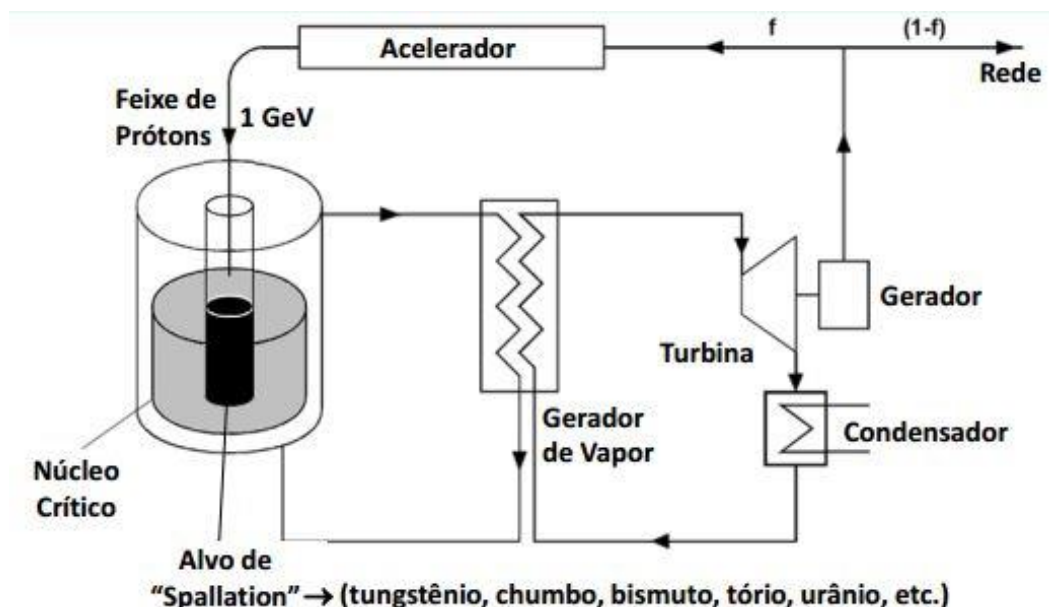 f
(1-f)
Acelerador
Rede
Feixe de
Prótons
1 GeV
Gerador
Turbina
Gerador
de Vapor
Condensador
Núcleo
Crítico
Alvo de
“Spallation” → (tungstênio, chumbo, bismuto, tório, urânio, etc.)